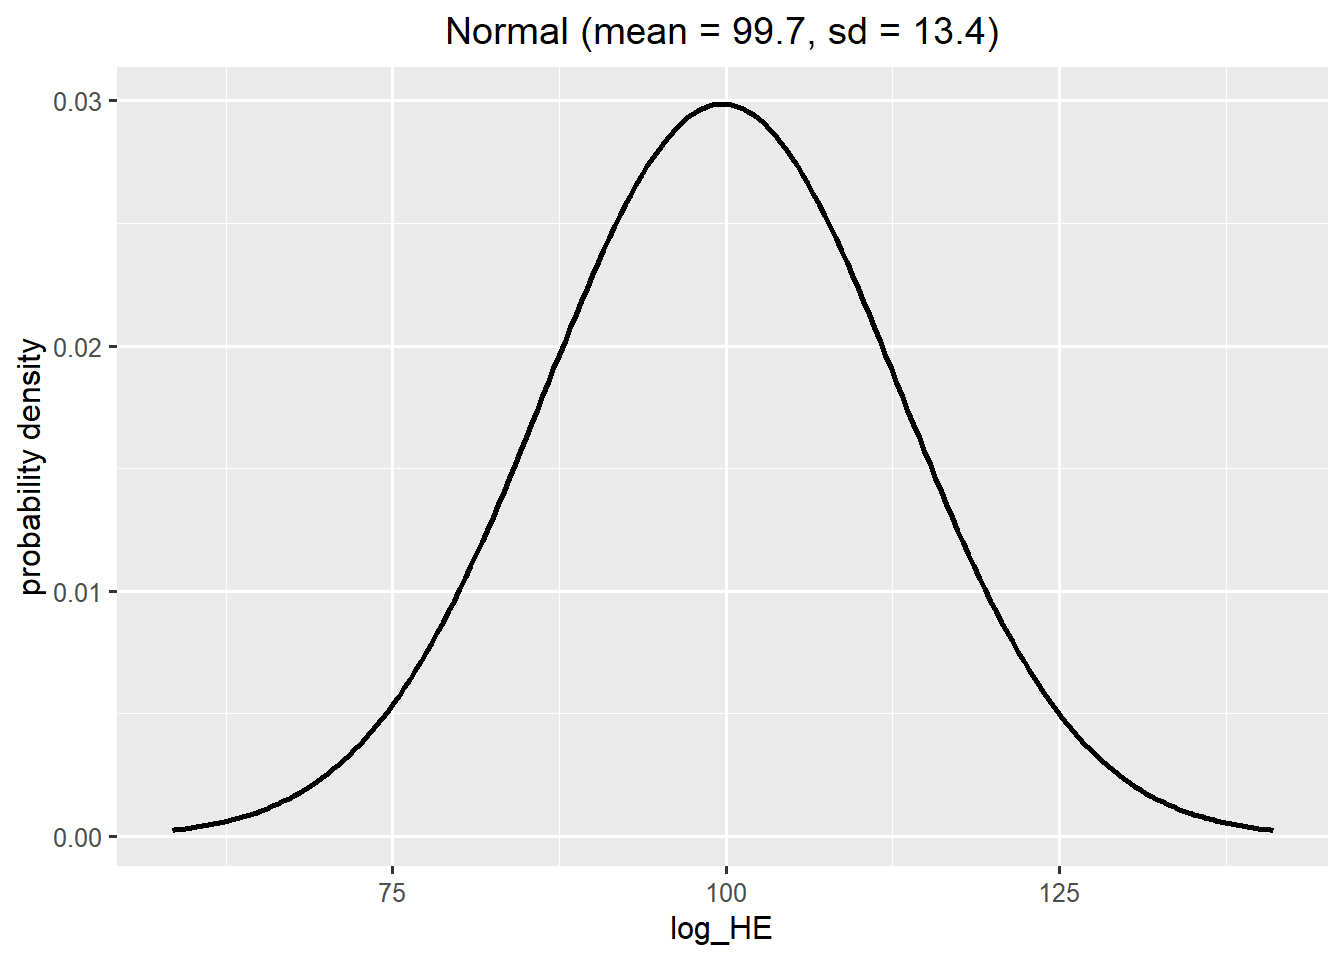 Normal (mean = 99.7, sd = 13.4)
probability density
0.03
0.02
0.01
0.00
75
100
125
log_HE